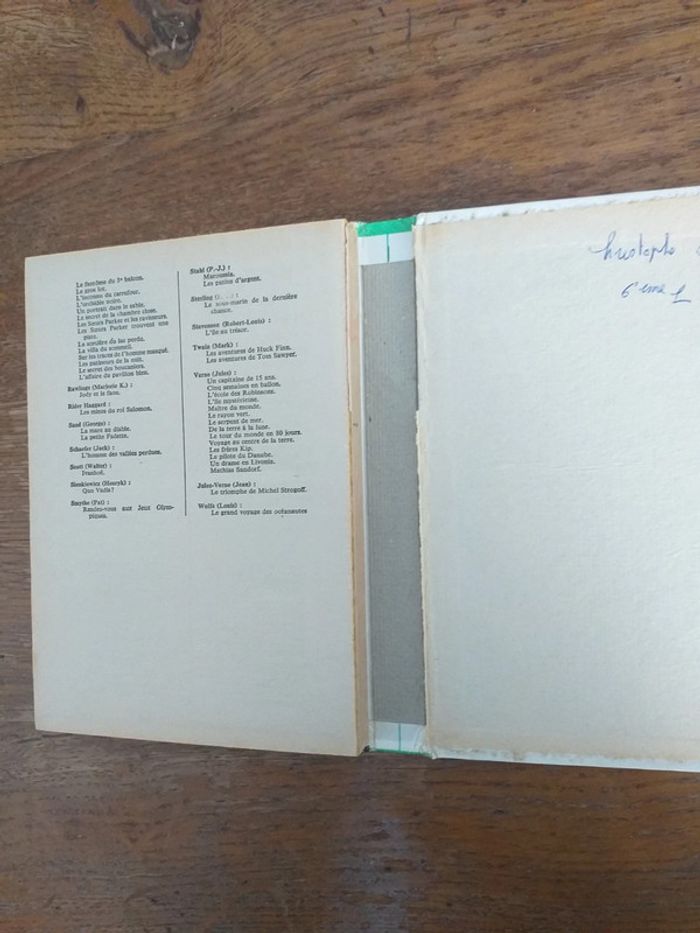 Le fantôme du 3e balcon.
Le gros lot.
L'inconnu du carrefour.
L'orchidée noire.
Un portrait dans le sable.
Le secret de la chambre close.
Les Sœurs Parker et les ravisseurs.
Les Sœurs Parker trouvent une
piste.
La sorcière du lac perdu.
La villa du sommeil.
Sur les traces de l'homme masqué.
Les patineurs de la nuit.
Le secret des boucaniers.
L'affaire du pavillon bleu.
Rawlings (Marjorie K.) :
Jody et le faon.
Rider Haggard :
Les mines du roi Salomon.
Sand (George) :
La mare au diable.
La petite Fadette.
Schaefer (Jack) :
L'homme des vallées perdues.
Scott (Walter) :
Ivanhoé.
Sienkiewicz (Henryk) :
Quo Vadis ?
Smythe (Pat) :
Rendez-vous aux Jeux Olym-
piques.
Stahl (P.-J.) :
Maroussia.
Les patins d'argent.
Sterling
Le sous-marin de la dernière
chance.
Stevenson (Robert-Louis) :
L'île au trésor.
Twain (Mark) :
Les aventures de Huck Finn.
Les aventures de Tom Sawyer.
Verne (Jules) :
Un capitaine de 15 ans.
Cinq semaines en ballon.
L'école des Robinsons.
L'île mystérieuse.
Maître du monde.
Le rayon vert.
Le serpent de mer.
De la terre à la lune.
Le tour du monde en 80 jours.
Voyage au centre de la terre.
Les frères Kip.
Le pilote du Danube.
Un drame en Livonie.
Mathias Sandorf.
Jules-Verne (Jean) :
Le triomphe de Michel Strogoff.
Wolfs (Louis) :
Le grand voyage des océanautes
6ème 1